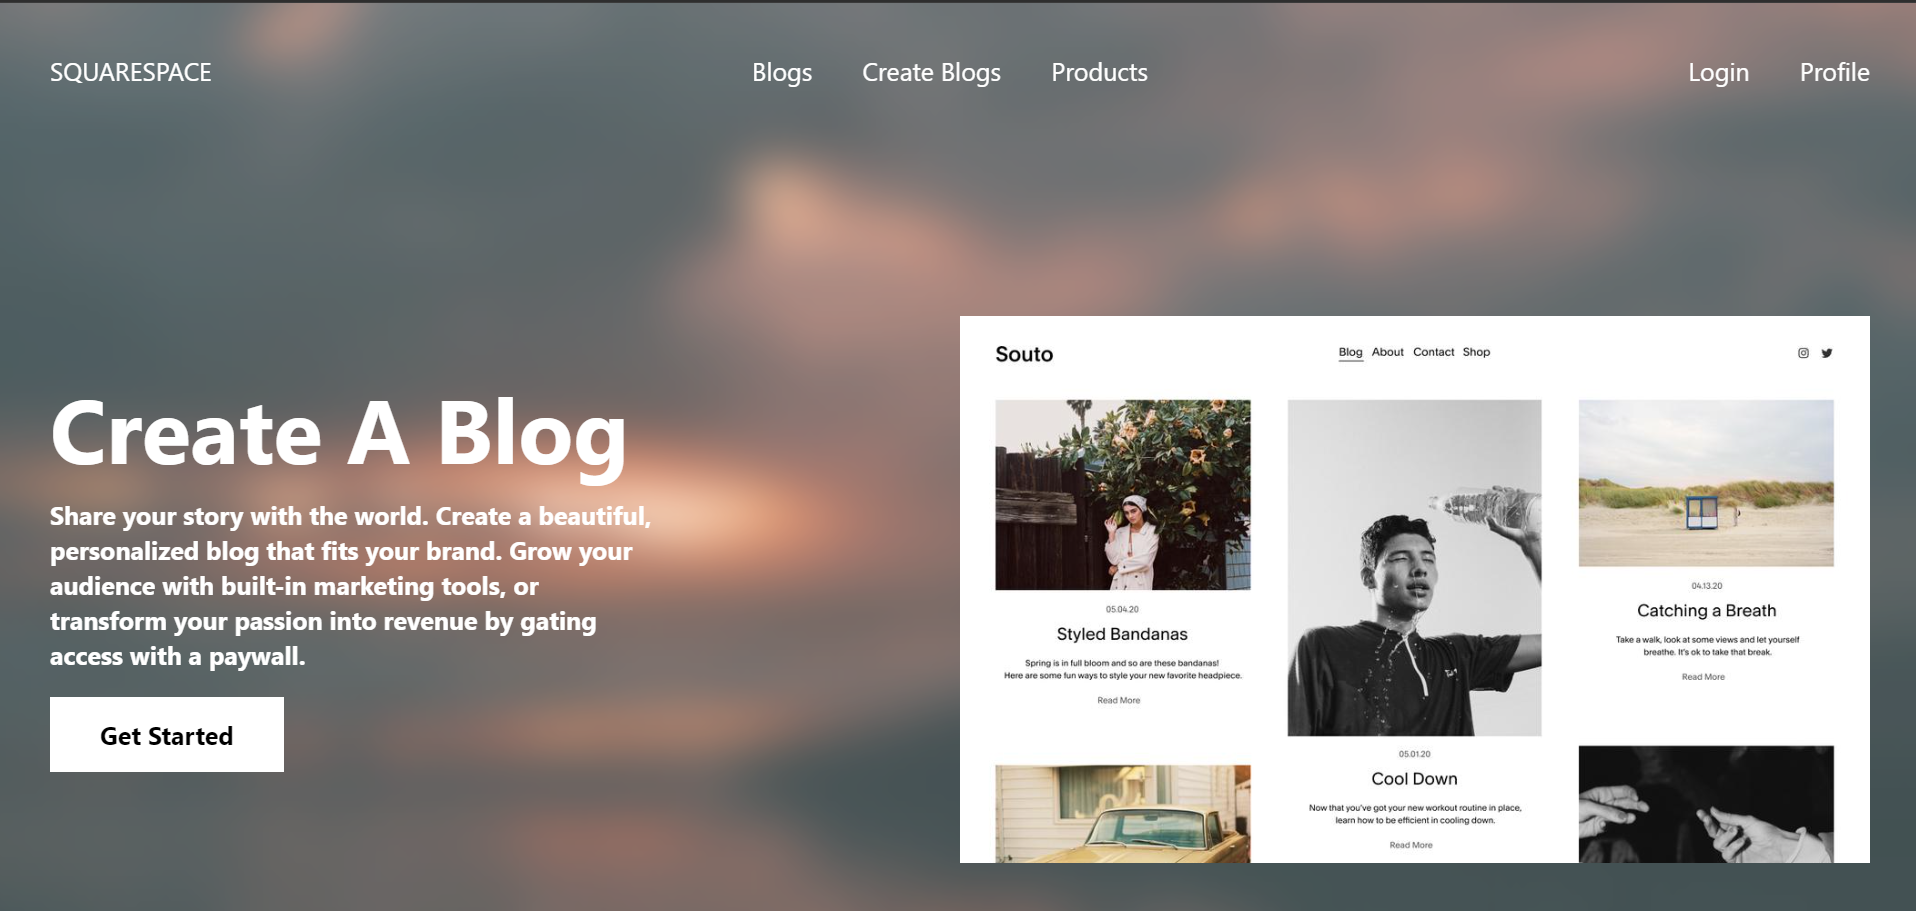 SQUARESPACE
Blogs
Create Blogs
Products
Login
Profile
Create A Blog
Share your story with the world. Create a beautiful,
personalized blog that fits your brand. Grow your
audience with built-in marketing tools, or
transform your passion into revenue by gating
access with a paywall.
Get Started
Souto
Blog
About
Contact
Shop
05.04.20
Styled Bandanas
Spring is in full bloom and so are these bandanas!
Here are some fun ways to style your new favorite headpiece.
Read More
05.01.20
Cool Down
Now that you've got your new workout routine in place,
learn how to be efficient in cooling down.
Read More
04.13.20
Catching a Breath
Take a walk, look at some views and let yourself
breathe. It's ok to take that break.
Read More